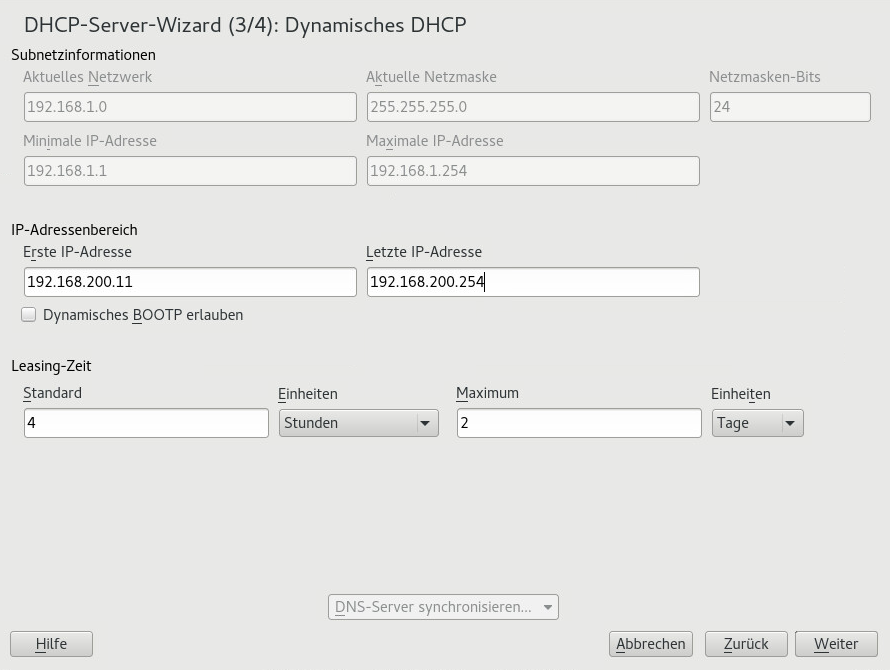 DHCP-Server-Wizard (3/4): Dynamisches DHCP
Subnetzinformationen
Aktuelles Netzwerk Aktuelle Netzmaske Netzmasken-Bits
192.168.1.0 255.255.255.0 24
Minimale IP-Adresse Maximale IP-Adresse
192.168.1.1 192.168.1.254
IP-Adressenbereich
Erste IP-Adresse Letzte IP-Adresse
192.168.200.11 192.168.200.254
Dynamisches BOOTP erlauben
Leasing-Zeit
Standard Einheiten Maximum Einheiten
4 Stunden 2 Tage
DNS-Server synchronisieren...
Hilfe Abbrechen Zurück Weiter